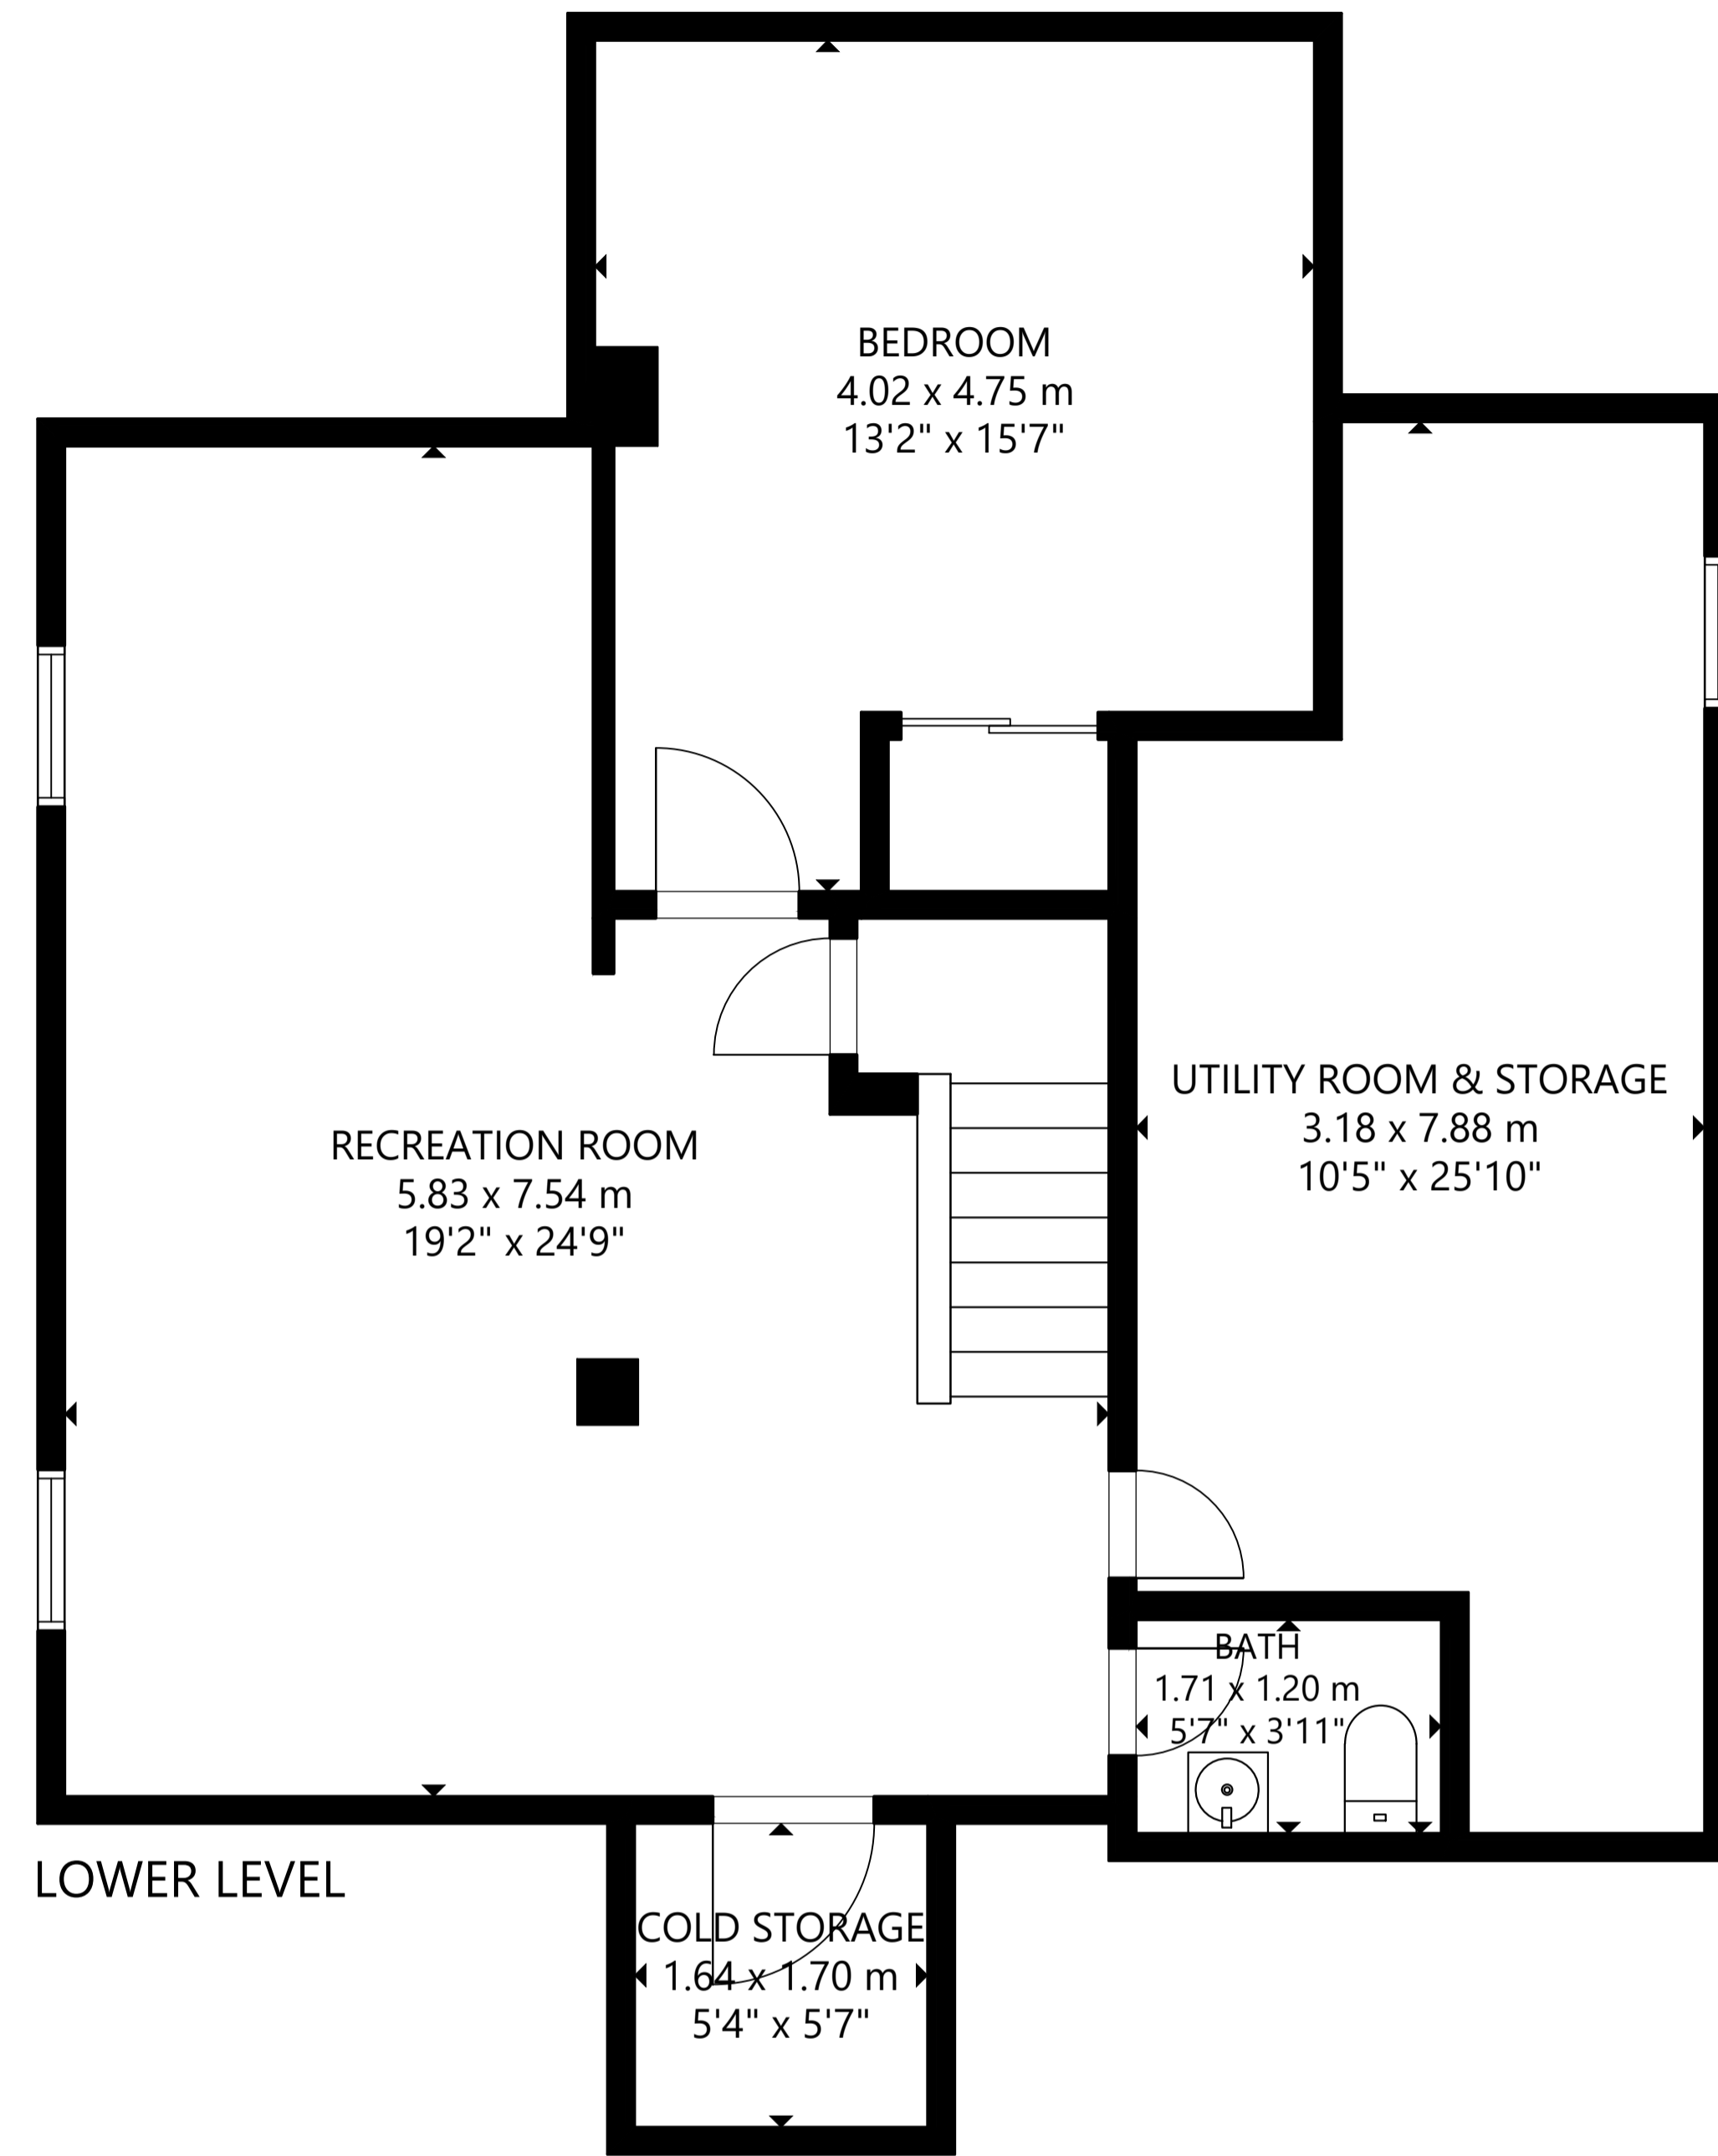 BEDROOM
4.02 x 4.75 m
13'2" x 15'7"
UTILITY ROOM & STORAGE
3.18 x 7.88 m
10'5" x 25'10"
RECREATION ROOM
5.83 x 7.54 m
19'2" x 24'9"
BATH
1.71 x 1.20 m
5'7" x 3'11"
LOWER LEVEL
COLD STORAGE
1.64 x 1.70 m
5'4" x 5'7"